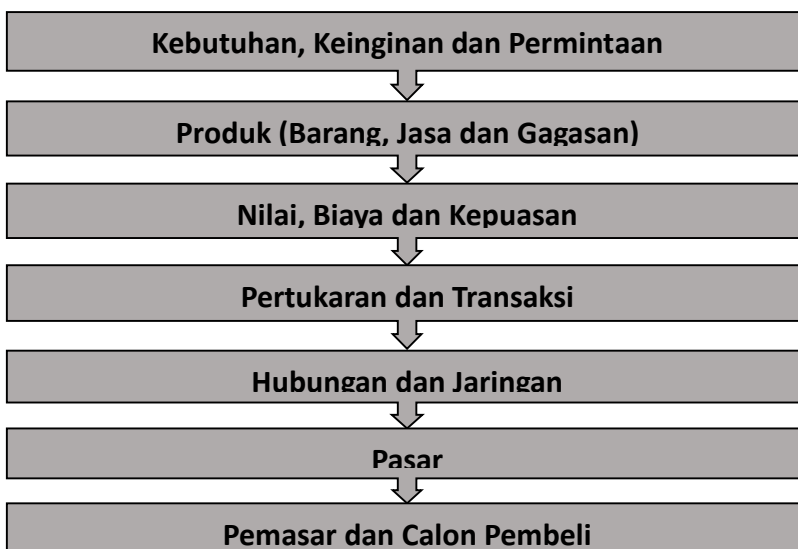 Kebutuhan, Keinginan dan Permintaan
Produk (Barang, Jasa dan Gagasan)
Nilai, Biaya dan Kepuasan
Pertukaran dan Transaksi
Hubungan dan Jaringan
Pasar
Pemasar dan Calon Pembeli